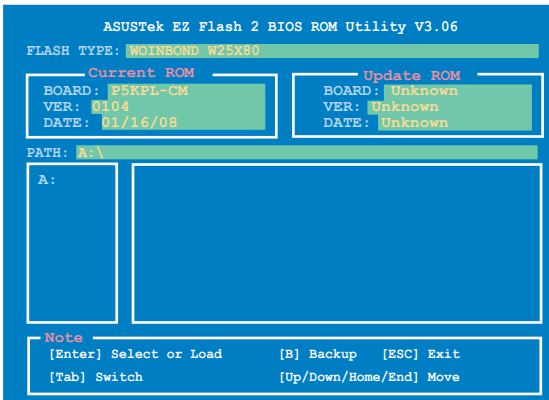 ASUSTek EZ Flash 2 BIOS ROM Utility V3.06
FLASH TYPE: WOINBOND W25X80
Current ROM
BOARD: P5KPL-CM
VER: 0104
DATE: 01/16/08
Update ROM
BOARD: Unknown
VER: Unknown
DATE: Unknown
PATH: A:\
A:
Note
[Enter] Select or Load [B] Backup [ESC] Exit
[Tab] Switch [Up/Down/Home/End] Move